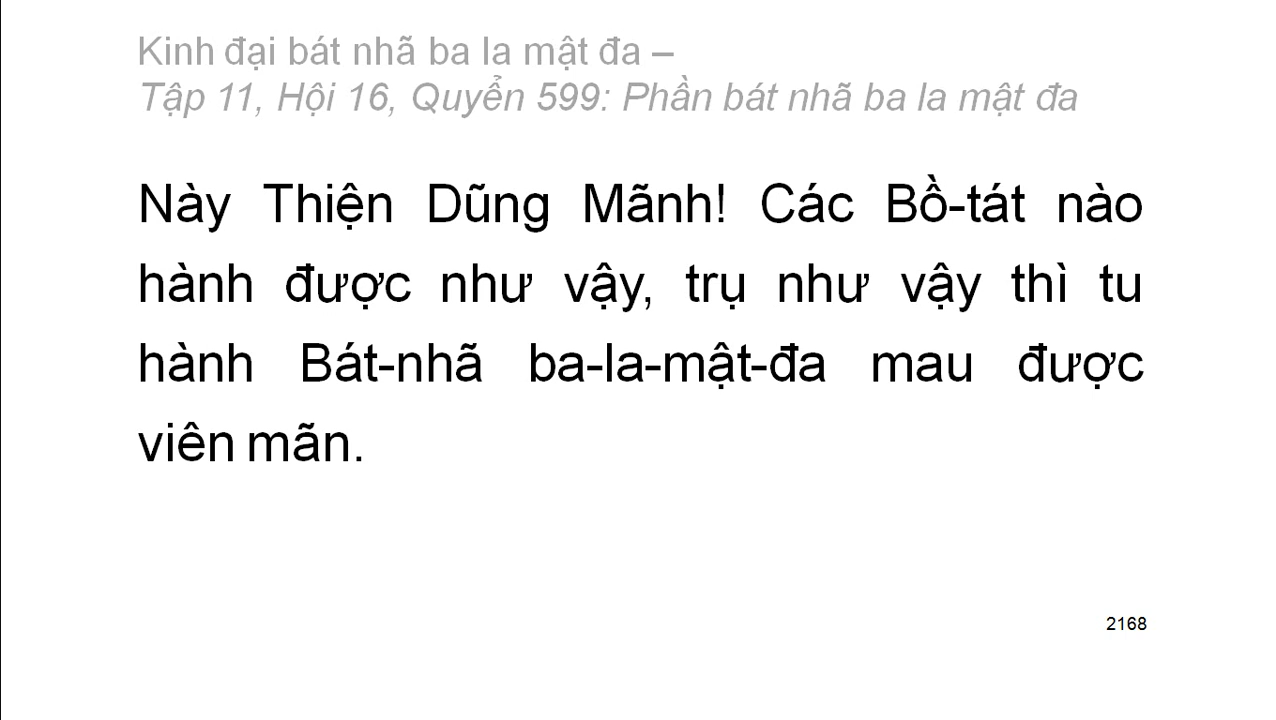 Kinh đại bát nhã ba la mật đa –
Tập 11, Hội 16, Quyển 599: Phần bát nhã ba la mật đa
Này Thiện Dũng Mãnh! Các Bồ-tát nào
hành được như vậy, trụ như vậy thì tu
hành Bát-nhã ba-la-mật-đa mau được
viên mãn.
2168